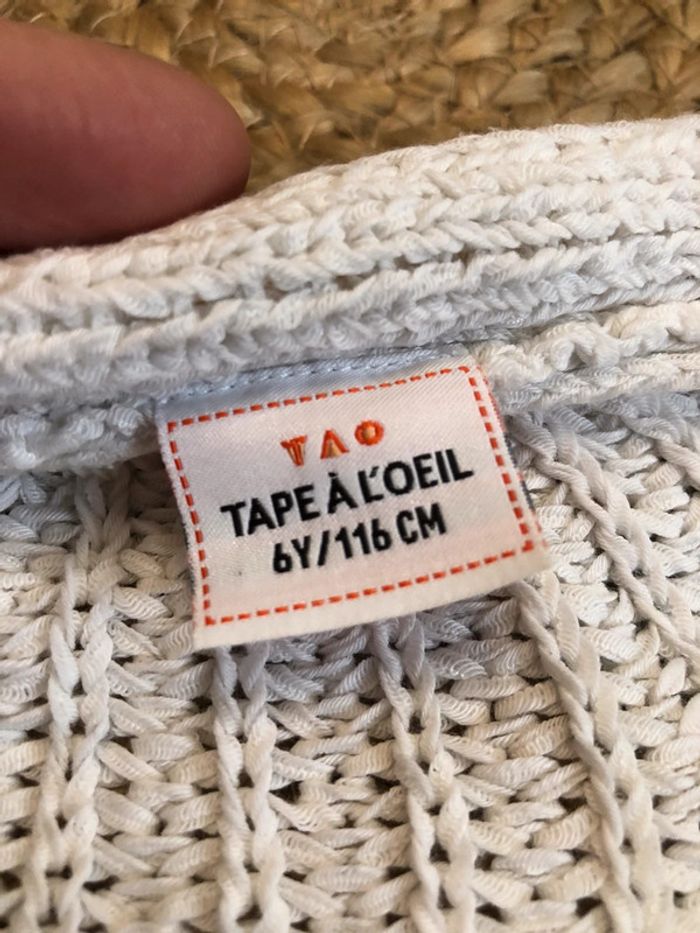 TAO
TAPE À L'OEIL
6Y/116 CM